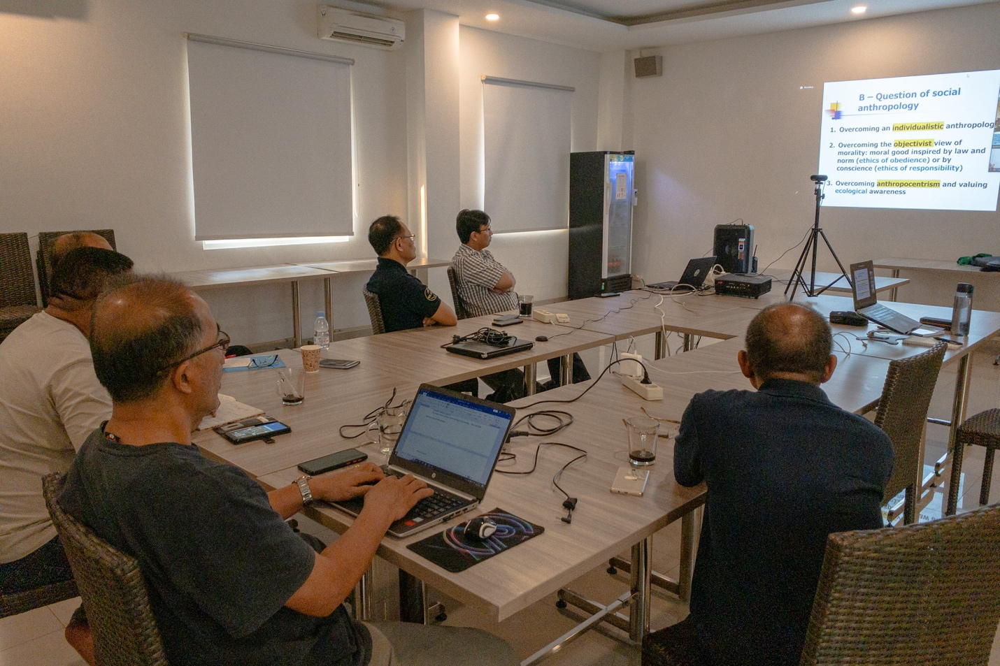 B – Question of social
anthropology
1. Overcoming an individualistic anthropolog
2. Overcoming the objectivist view of
morality: moral good inspired by law and
norm (ethics of obedience) or by
conscience (ethics of responsibility)
3. Overcoming anthropocentrism and valuing
ecological awareness
hp